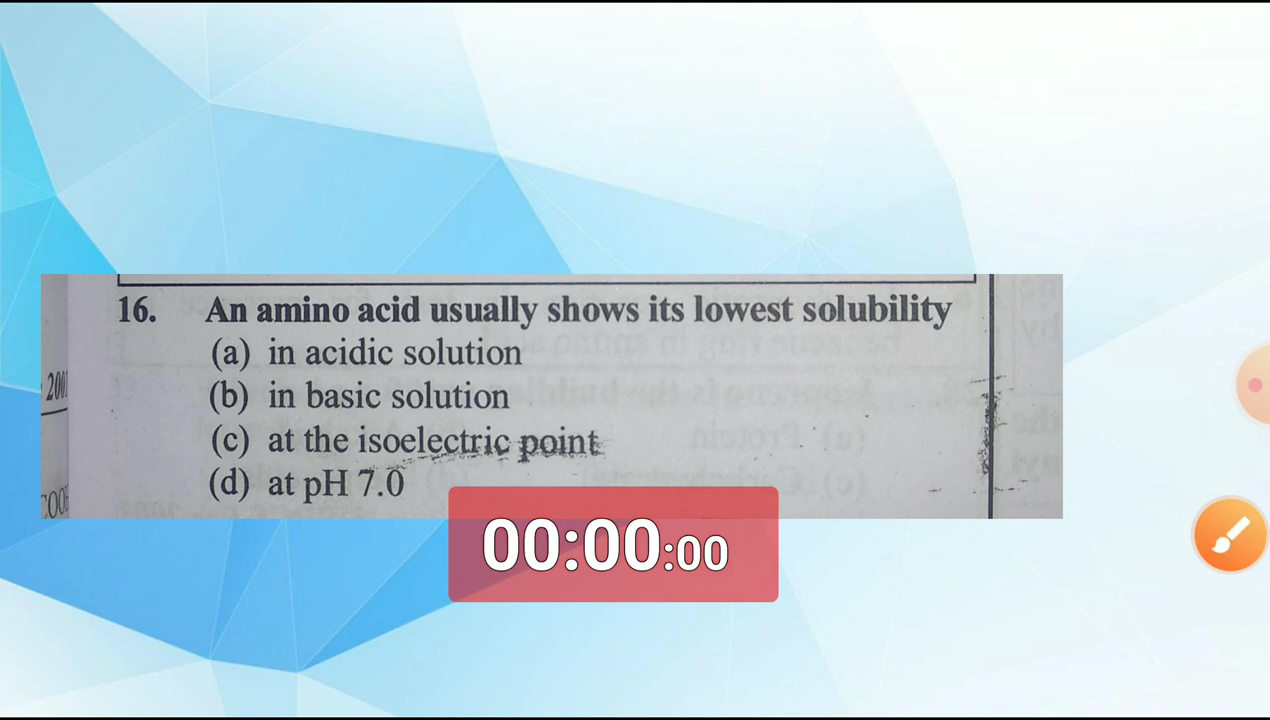 16. An amino acid usually shows its lowest solubility
(a) in acidic solution
(b) in basic solution
(c) at the isoelectric point
(d) at pH 7.0
2001
00:00:00